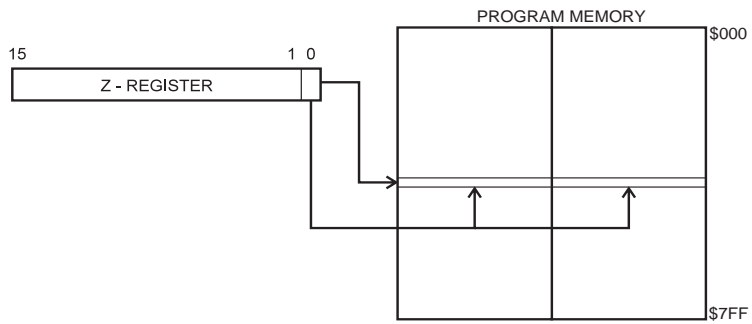 PROGRAM MEMORY
$000
15 1 0
Z - REGISTER
$7FF